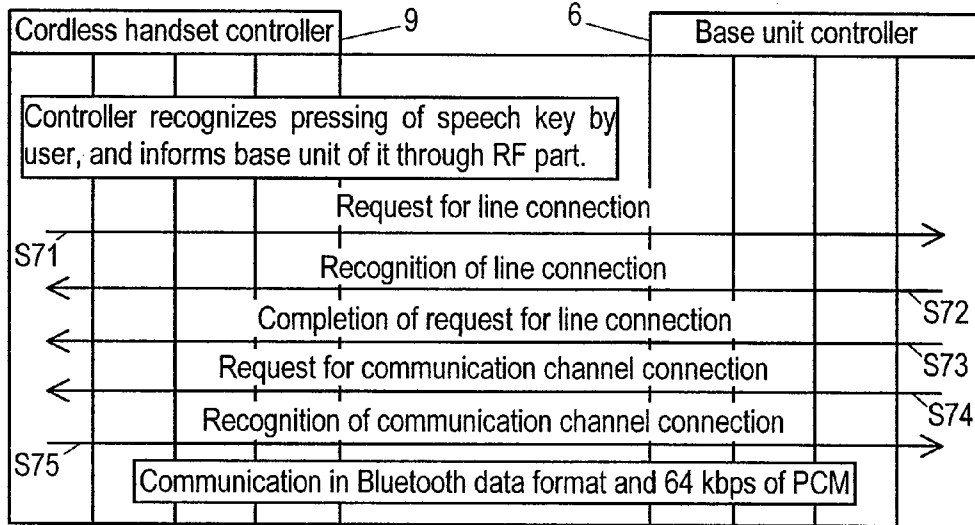 Cordless handset controller
9
6
Base unit controller
Controller recognizes pressing of speech key by
user, and informs base unit of it through RF part.
Request for line connection
S71
Recognition of line connection
S72
Completion of request for line connection
S73
Request for communication channel connection
S74
Recognition of communication channel connection
S75
Communication in Bluetooth data format and 64 kbps of PCM